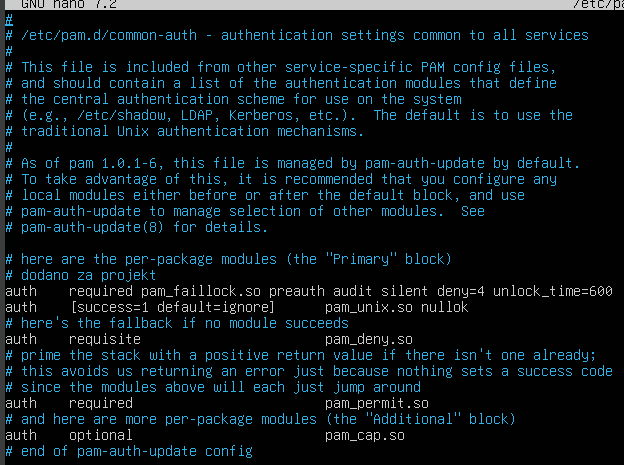 GNU nano 7.2 /etc/pa
#
# /etc/pam.d/common-auth - authentication settings common to all services
#
# This file is included from other service-specific PAM config files,
# and should contain a list of the authentication modules that define
# the central authentication scheme for use on the system
# (e.g., /etc/shadow, LDAP, Kerberos, etc.).  The default is to use the
# traditional Unix authentication mechanisms.
#
# As of pam 1.0.1-6, this file is managed by pam-auth-update by default.
# To take advantage of this, it is recommended that you configure any
# local modules either before or after the default block, and use
# pam-auth-update to manage selection of other modules.  See
# pam-auth-update(8) for details.
# here are the per-package modules (the "Primary" block)
# dodano za projekt
auth    required pam_faillock.so preauth audit silent deny=4 unlock_time=600
auth    [success=1 default=ignore]      pam_unix.so nullok
# here's the fallback if no module succeeds
auth    requisite                       pam_deny.so
# prime the stack with a positive return value if there isn't one already;
# this avoids us returning an error just because nothing sets a success code
# since the modules above will each just jump around
auth    required                        pam_permit.so
# and here are more per-package modules (the "Additional" block)
auth    optional                        pam_cap.so
# end of pam-auth-update config